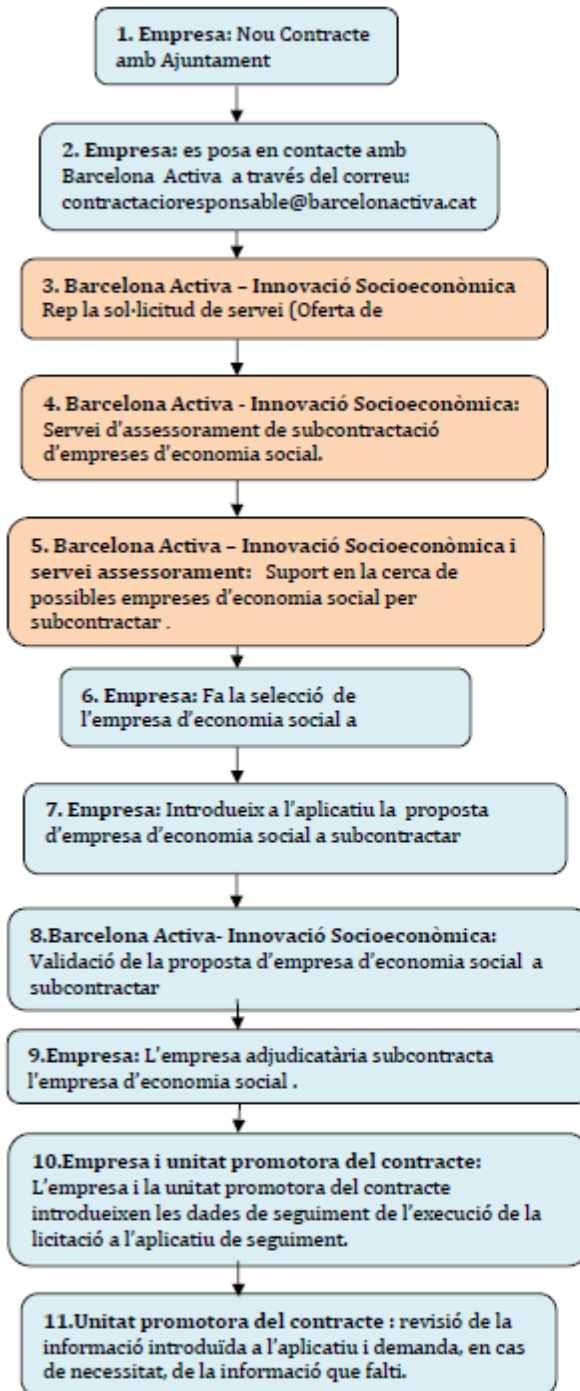 1. Empresa: Nou Contracte
amb Ajuntament
2. Empresa: es posa en contacte amb
Barcelona Activa a través del correu:
contractacioresponsable@barcelonactiva.cat
3. Barcelona Activa – Innovació Socioeconòmica
Rep la sol·licitud de servei (Oferta de
4. Barcelona Activa - Innovació Socioeconòmica:
Servei d'assessorament de subcontractació
d'empreses d'economia social.
5. Barcelona Activa – Innovació Socioeconòmica i
servei assessorament: Suport en la cerca de
possibles empreses d'economia social per
subcontractar .
6. Empresa: Fa la selecció de
l'empresa d'economia social a
7. Empresa: Introdueix a l'aplicatiu la proposta
d'empresa d'economia social a subcontractar
8.Barcelona Activa- Innovació Socioeconòmica:
Validació de la proposta d'empresa d'economia social a
subcontractar
9.Empresa: L'empresa adjudicatària subcontracta
l'empresa d'economia social .
10.Empresa i unitat promotora del contracte:
L'empresa i la unitat promotora del contracte
introdueixen les dades de seguiment de l'execució de la
licitació a l'aplicatiu de seguiment.
11.Unitat promotora del contracte : revisió de la
informació introduïda a l'aplicatiu i demanda, en cas
de necessitat, de la informació que falti.